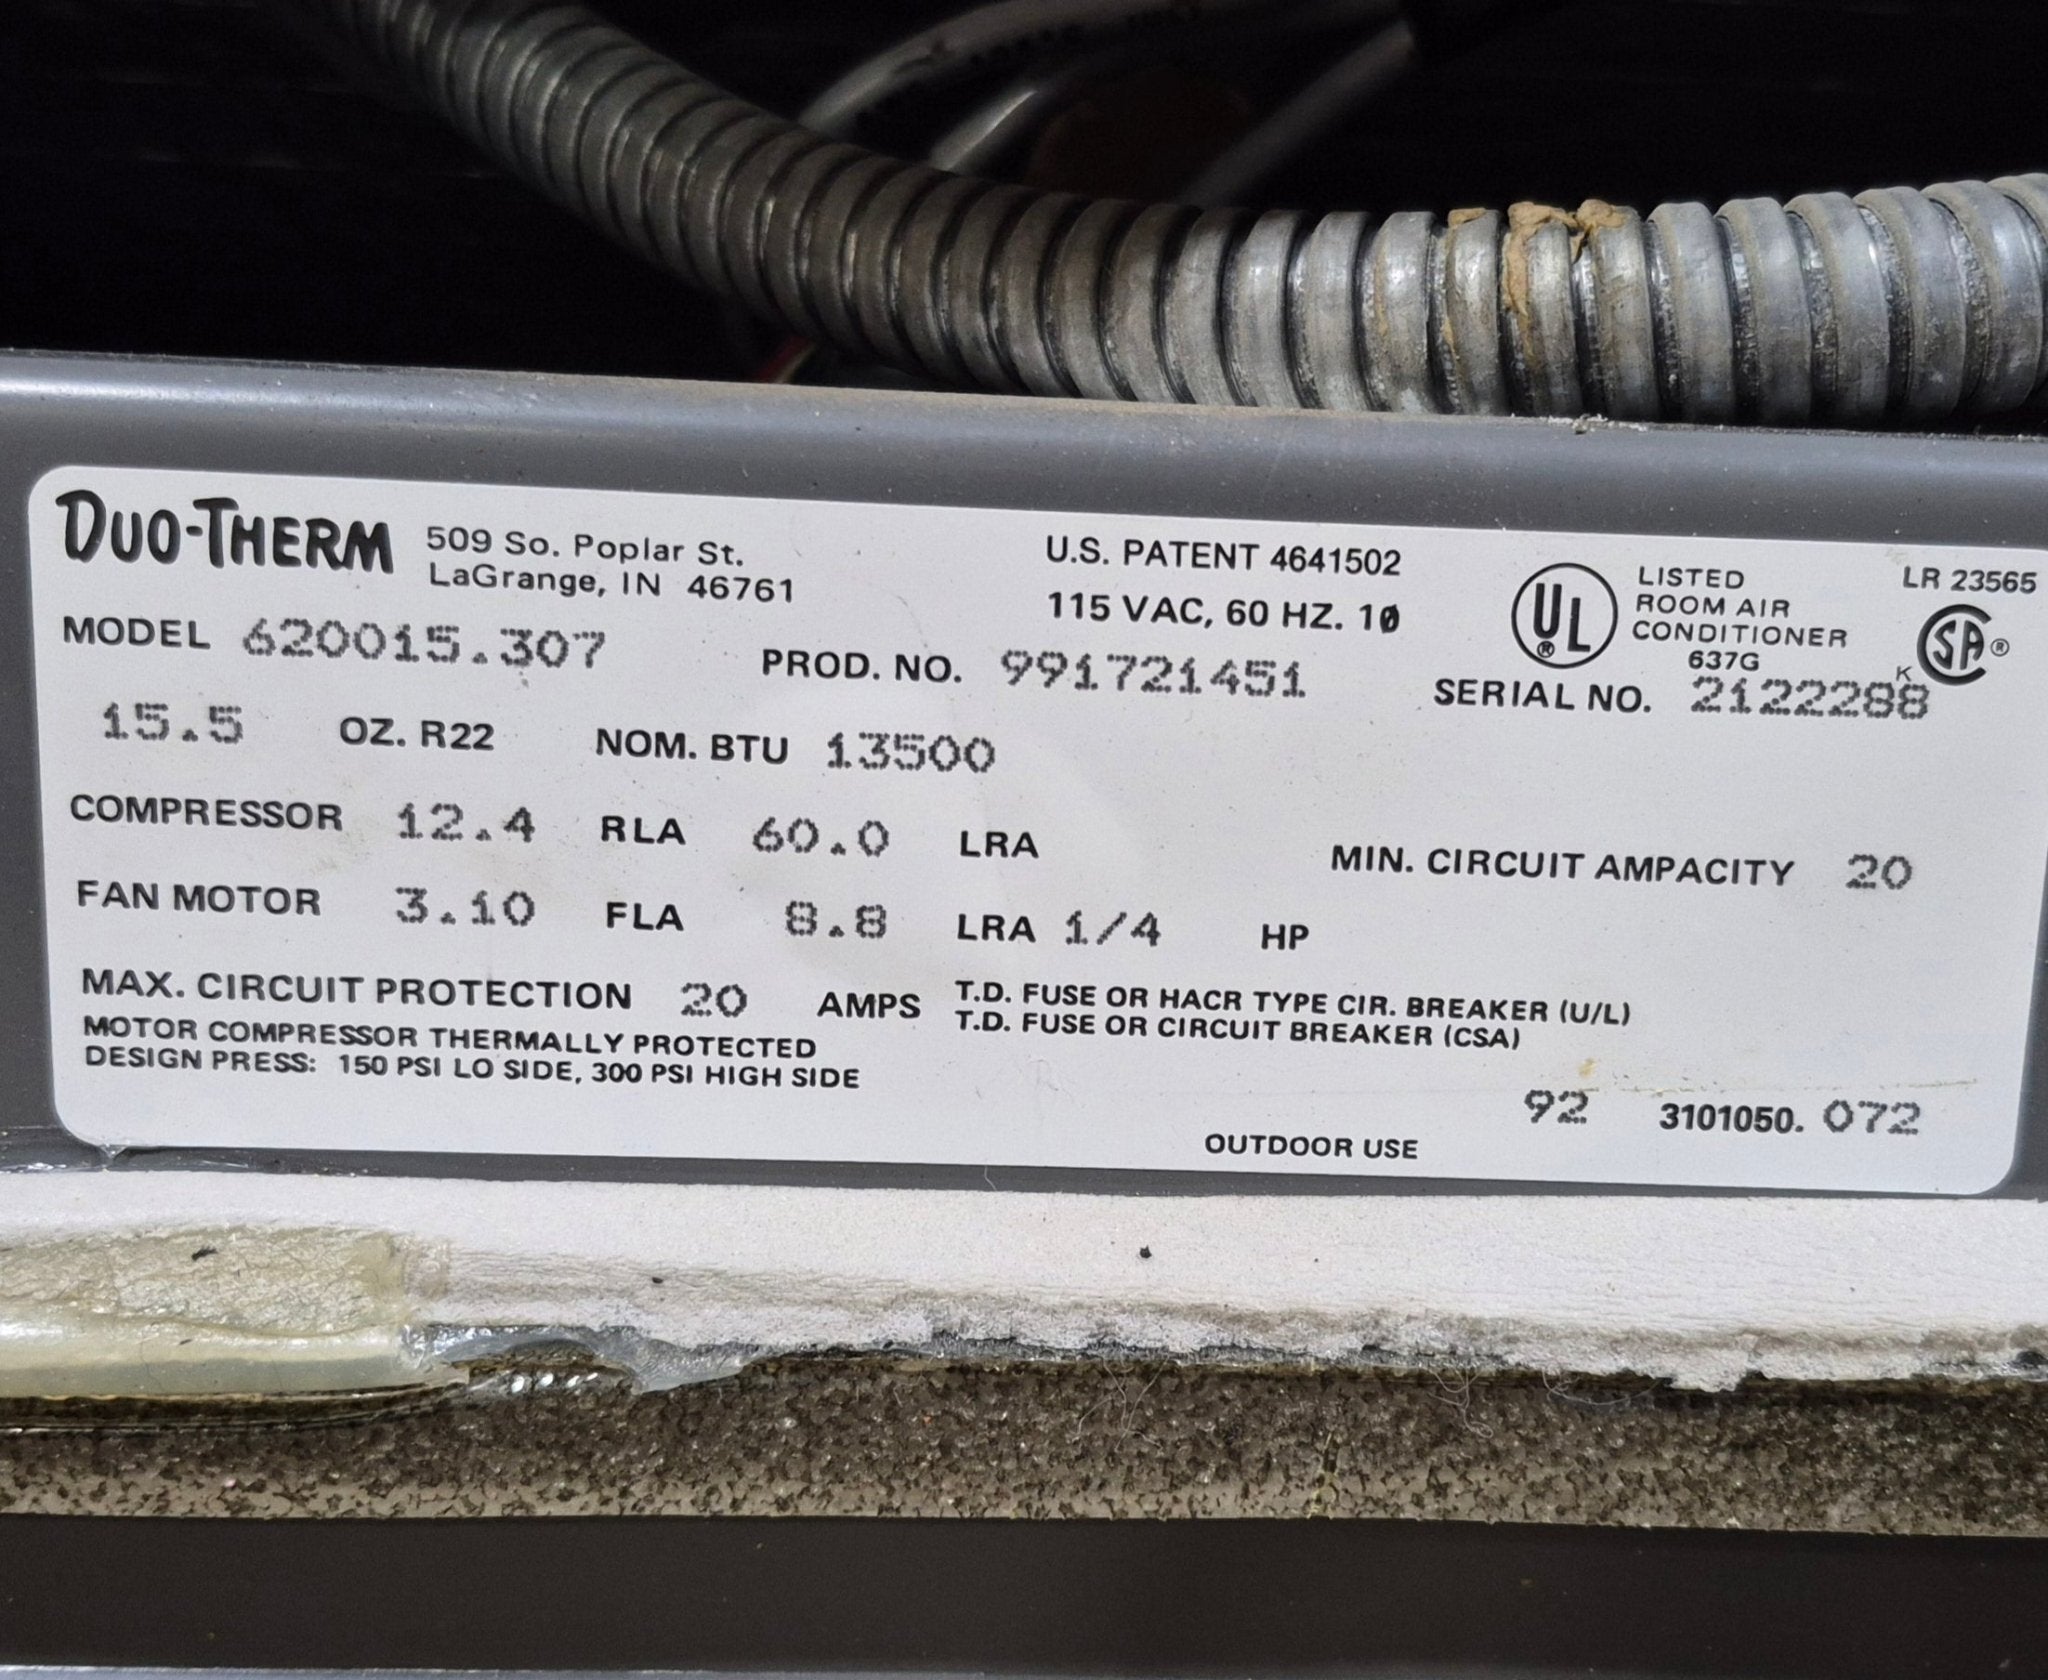 DUO-THERM 509 So. Poplar St.
LaGrange, IN 46761
U.S. PATENT 4641502
115 VAC, 60 HZ. 1Ø
UL® LISTED
ROOM AIR
CONDITIONER
637G
LR 23565
SA®
MODEL 620015.307 PROD. NO. 991721451 SERIAL NO. K 2122288
15.5 OZ. R22 NOM. BTU 13500
COMPRESSOR 12.4 RLA 60.0 LRA MIN. CIRCUIT AMPACITY 20
FAN MOTOR 3.10 FLA 8.8 LRA 1/4 HP
MAX. CIRCUIT PROTECTION 20 AMPS T.D. FUSE OR HACR TYPE CIR. BREAKER (U/L)
T.D. FUSE OR CIRCUIT BREAKER (CSA)
MOTOR COMPRESSOR THERMALLY PROTECTED
DESIGN PRESS: 150 PSI LO SIDE, 300 PSI HIGH SIDE
92 3101050. 072
OUTDOOR USE